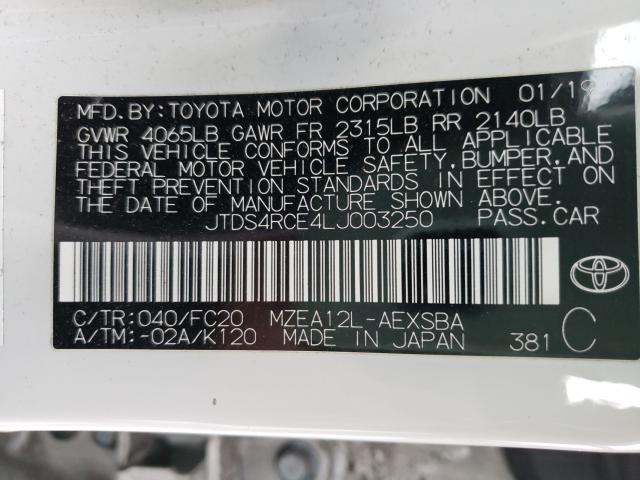 MFD.BY:TOYOTA MOTOR CORPORATION 01/19
GVWR 4065LB GAWR FR 2315LB RR 2140LB
THIS VEHICLE CONFORMS TO ALL APPLICABLE
FEDERAL MOTOR VEHICLE SAFETY,BUMPER,AND
THEFT PREVENTION STANDARDS IN EFFECT ON
THE DATE OF MANUFACTURE SHOWN ABOVE.
JTDS4RCE4LJ003250 PASS.CAR
C/TR:040/FC20 MZEA12L-AEXSBA
A/TM:-02A/K120 MADE IN JAPAN 381 C